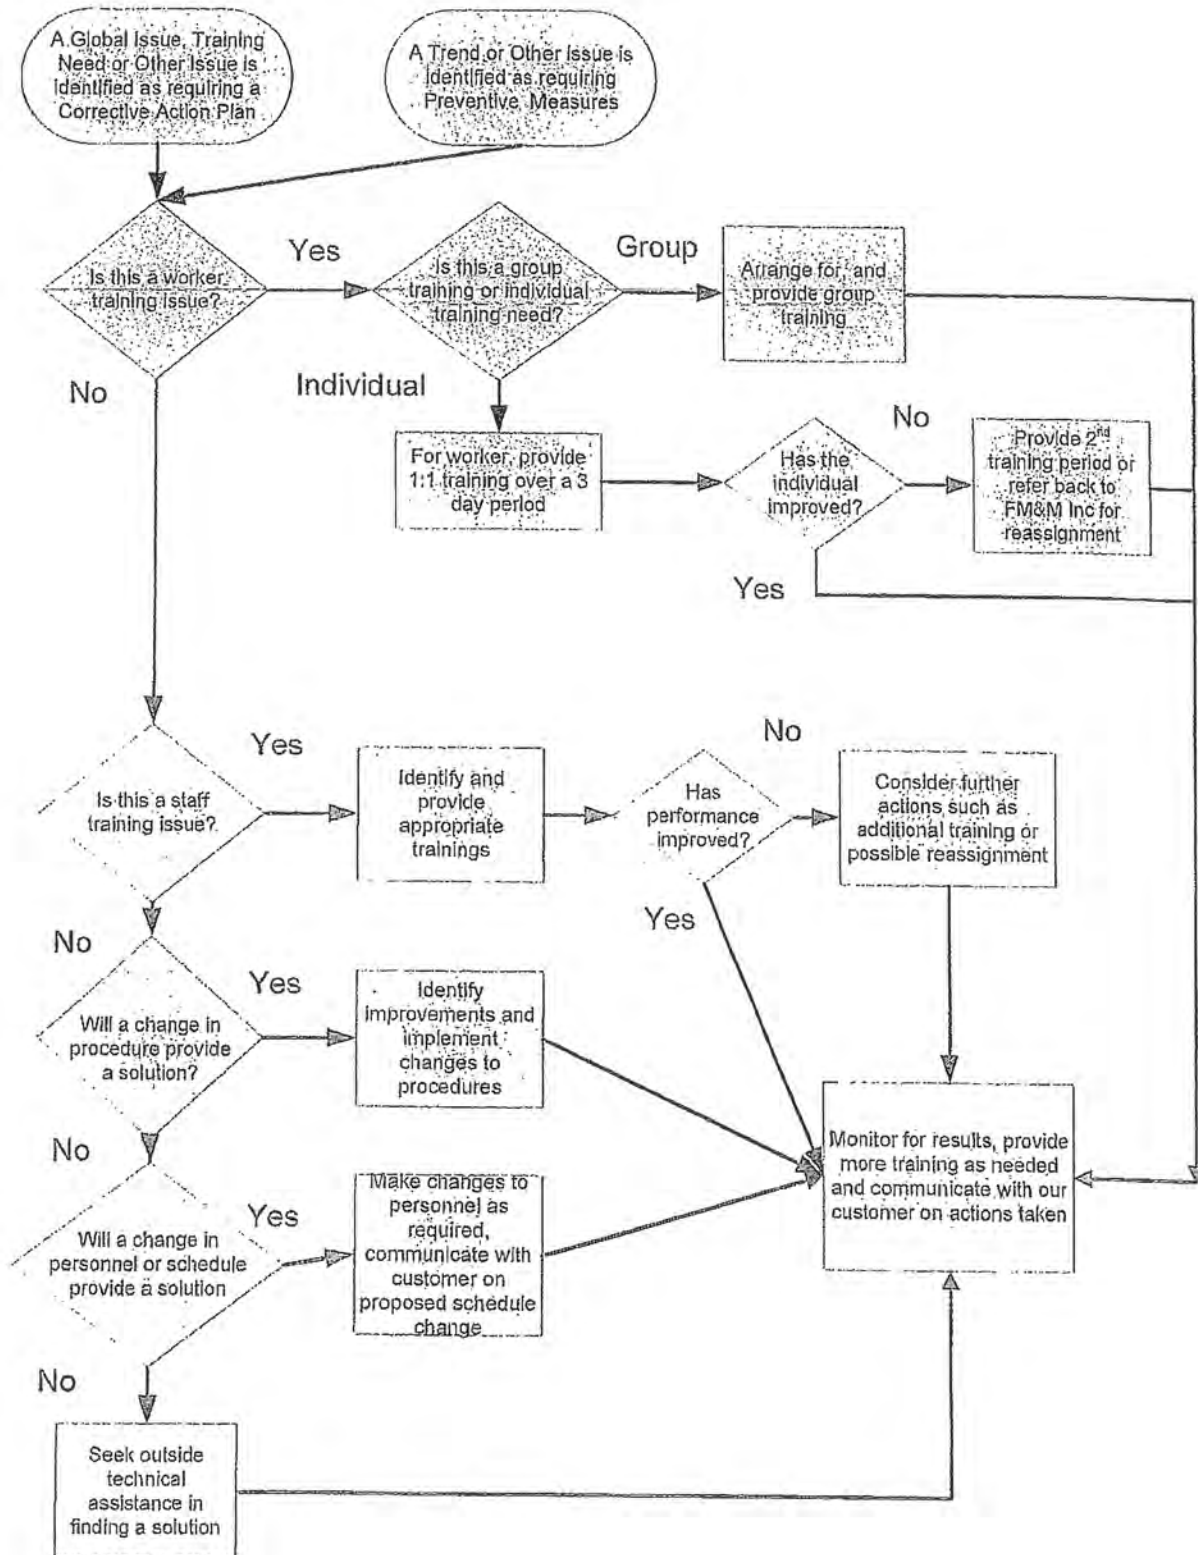 A Global Issue, Training
Need or Other Issue is
identified as requiring a
Corrective Action Plan
A Trend or Other Issue is
identified as requiring
Preventive Measures
Is this a worker
training issue?
Yes
Is this a group
training or individual
training need?
Group
Arrange for, and
provide group
training
No
Individual
For worker, provide
1:1 training over a 3
day period
Has the
individual
improved?
No
Provide 2nd
training period or
refer back to
FM&M Inc for
reassignment
Yes
Is this a staff
training issue?
Yes
Identify and
provide
appropriate
trainings
Has
performance
improved?
No
Consider further
actions such as
additional training or
possible reassignment
Yes
No
Will a change in
procedure provide
a solution?
Yes
Identify
improvements and
implement
changes to
procedures
No
Will a change in
personnel or schedule
provide a solution
Yes
Make changes to
personnel as
required,
communicate with
customer on
proposed schedule
change
Monitor for results, provide
more training as needed
and communicate with our
customer on actions taken
No
Seek outside
technical
assistance in
finding a solution